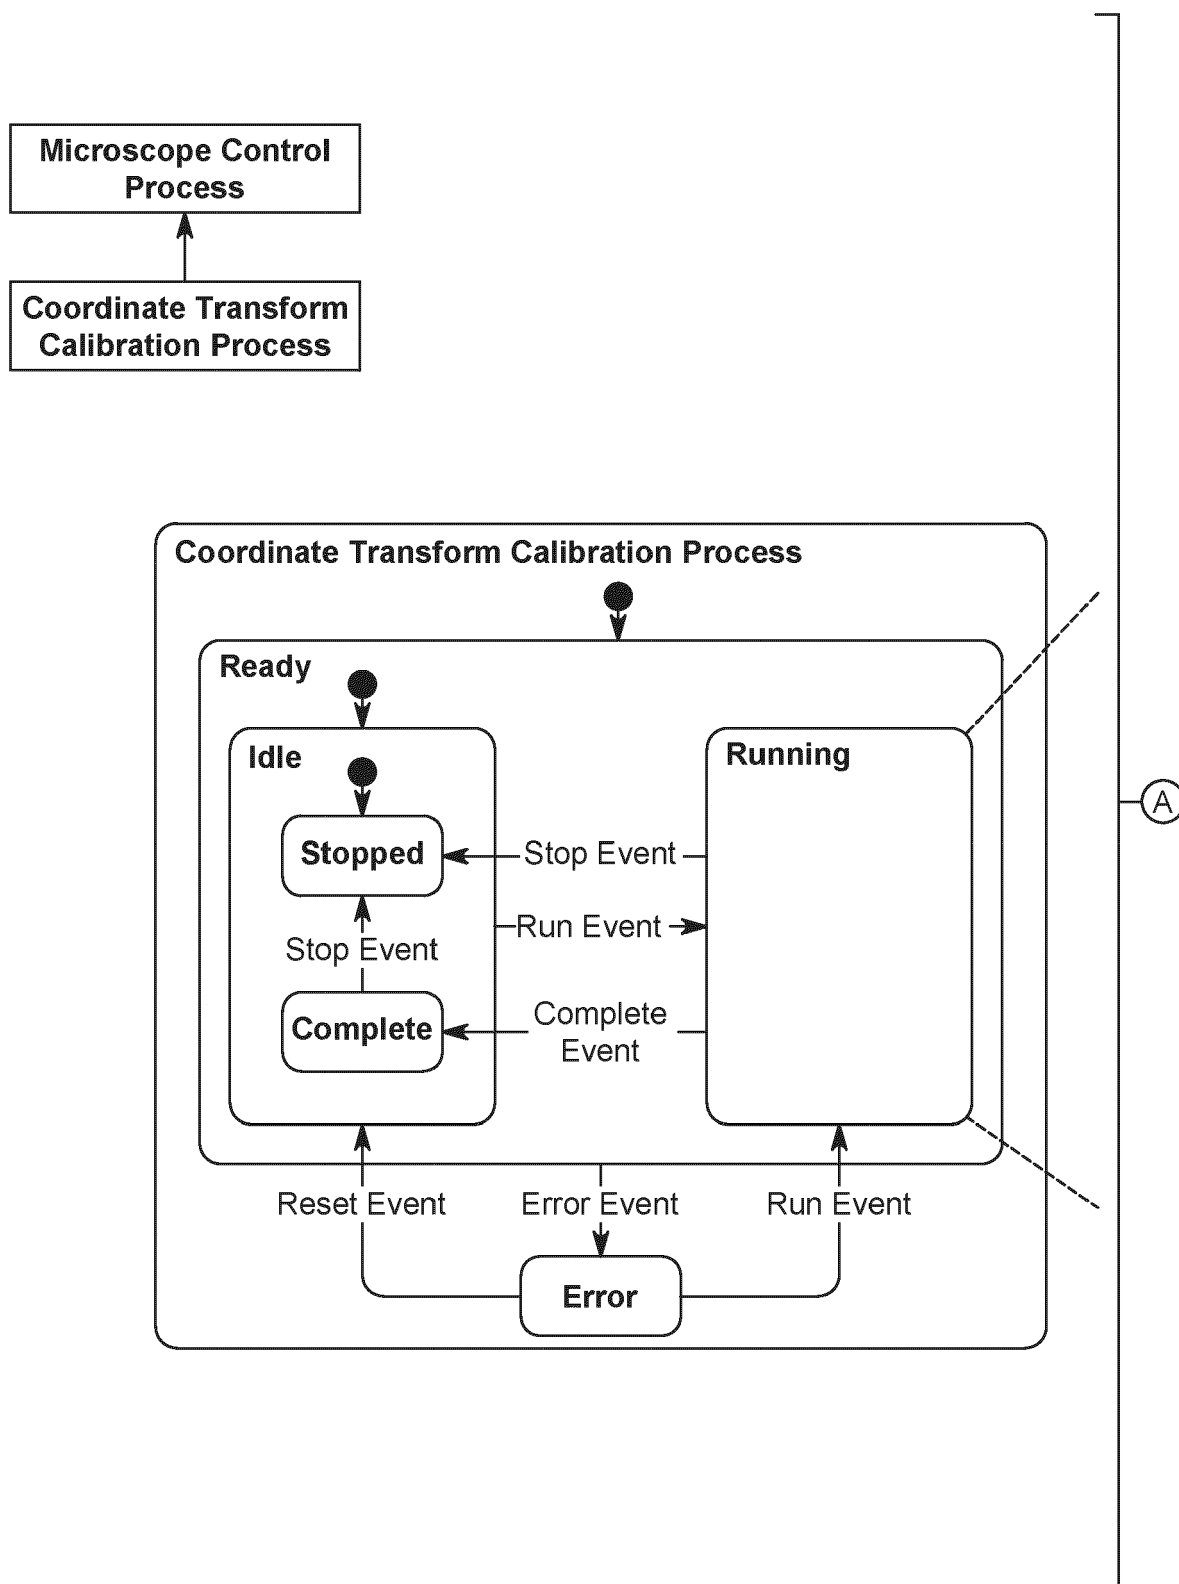 Microscope Control
Process
Coordinate Transform
Calibration Process
Coordinate Transform Calibration Process
Ready
Idle
Running
A
Stopped
Stop Event
Run Event
Stop Event
Complete
Complete
Event
Reset Event
Error Event
Run Event
Error